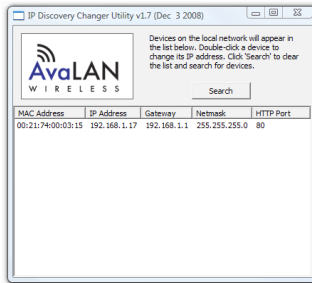 IP Discovery Changer Utility v1.7 (Dec 3 2008)
AvaLAN
WIRELESS
Devices on the local network will appear in
the list below. Double-click a device to
change its IP address. Click 'Search' to clear
the list and search for devices.
Search
MAC Address IP Address Gateway Netmask HTTP Port
00:21:74:00:03:15 192.168.1.17 192.168.1.1 255.255.255.0 80